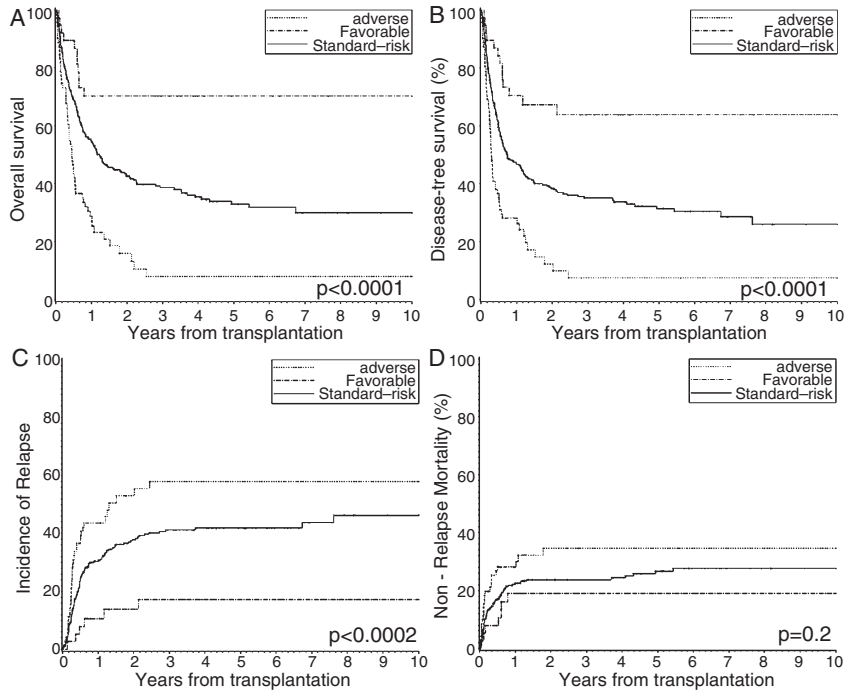 A
Overall survival
100
80
60
40
20
0
adverse
Favorable
Standard–risk
p<0.0001
0 1 2 3 4 5 6 7 8 9 10
Years from transplantation
B
Disease-tree survival (%)
100
80
60
40
20
0
adverse
Favorable
Standard–risk
p<0.0001
0 1 2 3 4 5 6 7 8 9 10
Years from transplantation
C
Incidence of Relapse
100
80
60
40
20
0
adverse
Favorable
Standard–risk
p<0.0002
0 1 2 3 4 5 6 7 8 9 10
Years from transplantation
D
Non - Relapse Mortality (%)
100
80
60
40
20
0
adverse
Favorable
Standard–risk
p=0.2
0 1 2 3 4 5 6 7 8 9 10
Years from transplantation